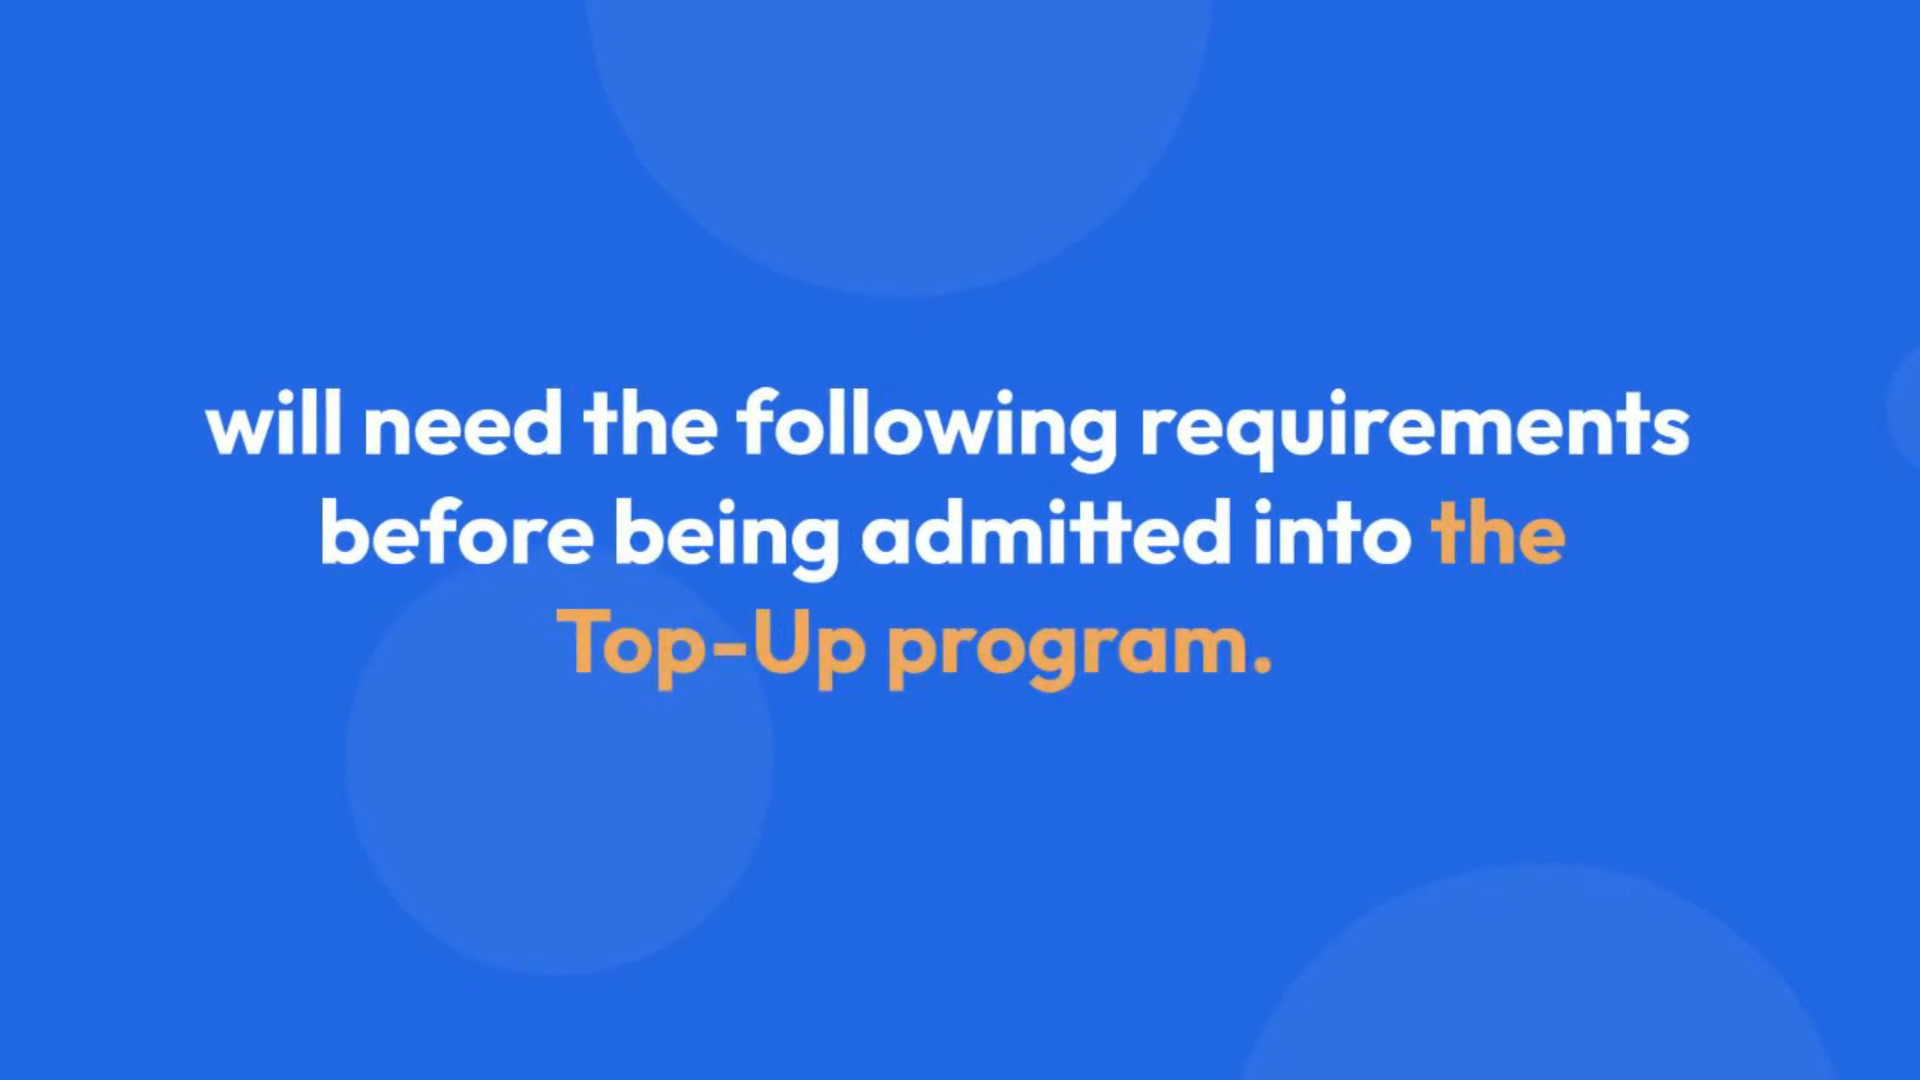 will need the following requirements
before being admitted into the
Top-Up program.